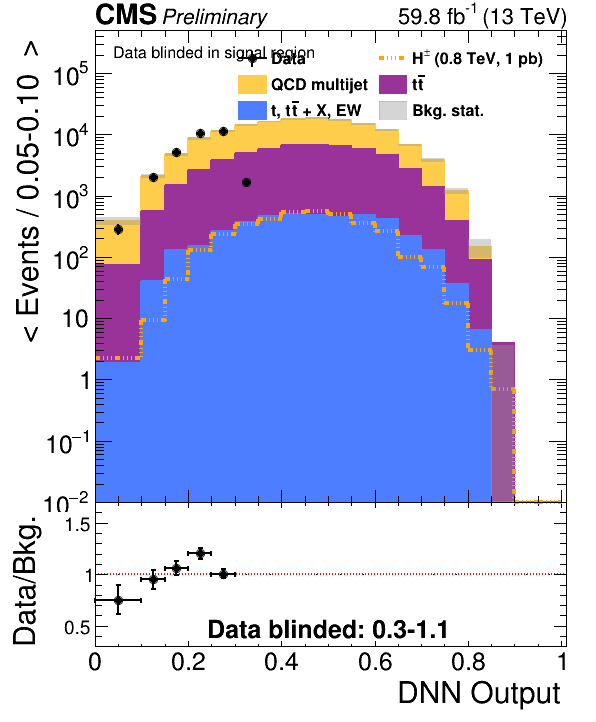 CMS Preliminary 59.8 fb⁻¹ (13 TeV)
Data blinded in signal region
Data
H± (0.8 TeV, 1 pb)
QCD multijet
tt̅
t, tt̅ + X, EW
Bkg. stat.
< Events / 0.05-0.10 >
10⁵
10⁴
10³
10²
10
1
10⁻¹
10⁻²
Data/Bkg.
1.5
1
0.5
Data blinded: 0.3-1.1
0 0.2 0.4 0.6 0.8 1
DNN Output